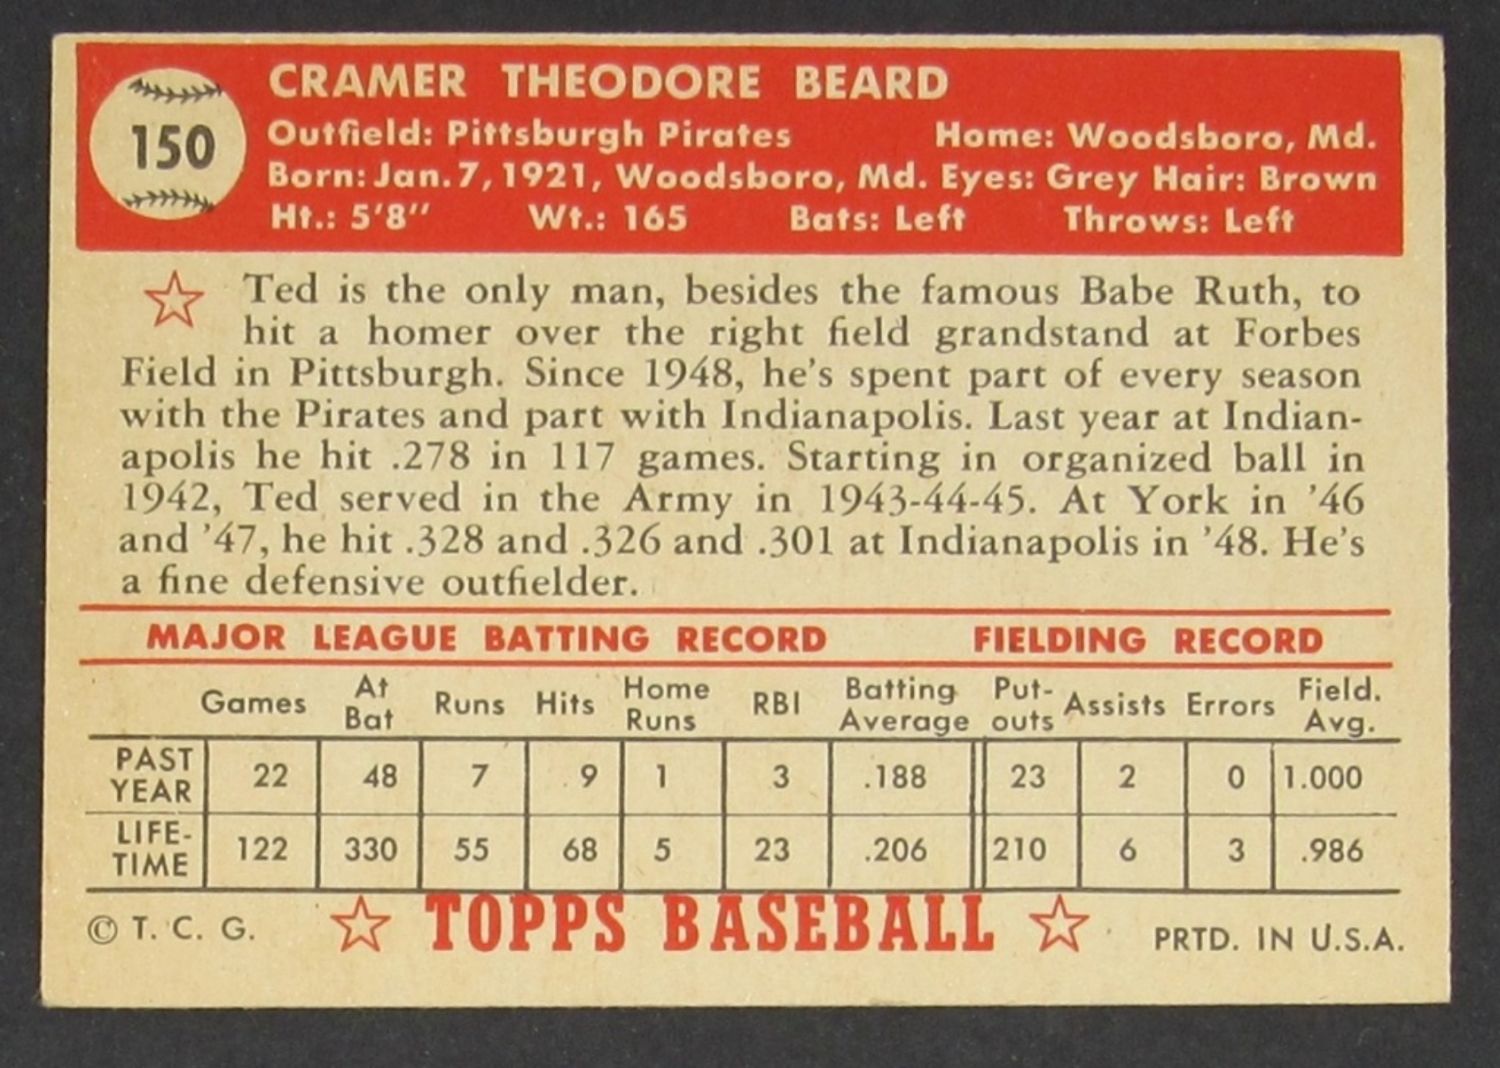 150
CRAMER THEODORE BEARD
Outfield: Pittsburgh Pirates Home: Woodsboro, Md.
Born: Jan. 7, 1921, Woodsboro, Md. Eyes: Grey Hair: Brown
Ht.: 5'8" Wt.: 165 Bats: Left Throws: Left
Ted is the only man, besides the famous Babe Ruth, to
hit a homer over the right field grandstand at Forbes
Field in Pittsburgh. Since 1948, he's spent part of every season
with the Pirates and part with Indianapolis. Last year at Indian-
apolis he hit .278 in 117 games. Starting in organized ball in
1942, Ted served in the Army in 1943-44-45. At York in '46
and '47, he hit .328 and .326 and .301 at Indianapolis in '48. He's
a fine defensive outfielder.
MAJOR LEAGUE BATTING RECORD FIELDING RECORD
Games At Bat Runs Hits Home Runs RBI Batting Average Put-outs Assists Errors Field. Avg.
PAST YEAR 22 48 7 9 1 3 .188 23 2 0 1.000
LIFE-TIME 122 330 55 68 5 23 .206 210 6 3 .986
© T. C. G. TOPPS BASEBALL PRTD. IN U.S.A.